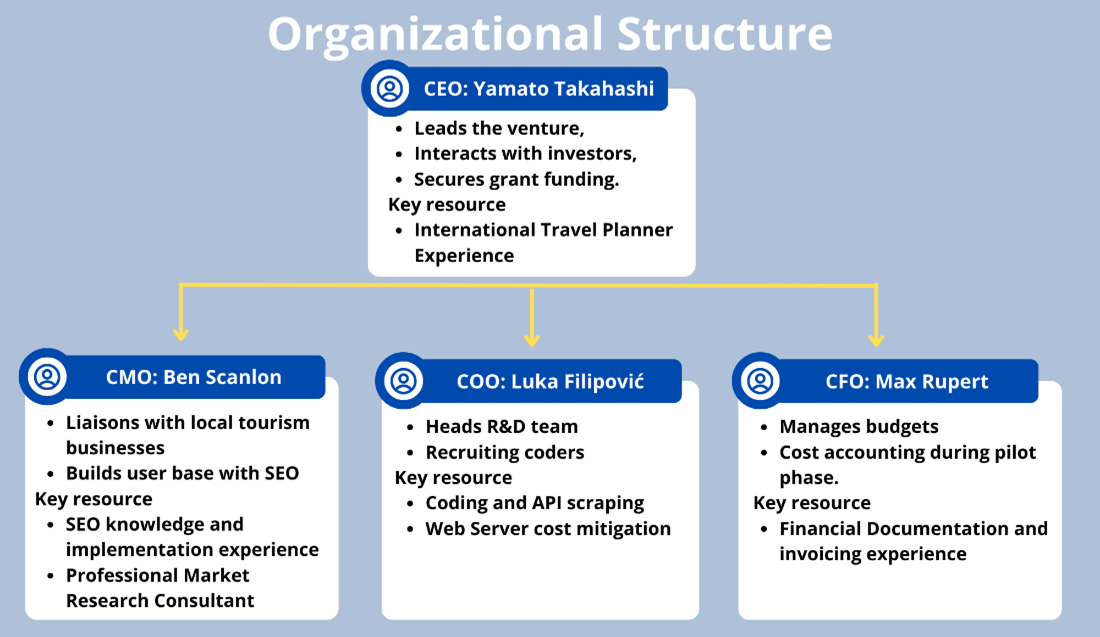 Organizational Structure
CEO: Yamato Takahashi
• Leads the venture,
• Interacts with investors,
• Secures grant funding.
Key resource
• International Travel Planner
Experience
CMO: Ben Scanlon
• Liaisons with local tourism
businesses
• Builds user base with SEO
Key resource
• SEO knowledge and
implementation experience
• Professional Market
Research Consultant
COO: Luka Filipović
• Heads R&D team
• Recruiting coders
Key resource
• Coding and API scraping
• Web Server cost mitigation
CFO: Max Rupert
• Manages budgets
• Cost accounting during pilot
phase.
Key resource
• Financial Documentation and
invoicing experience